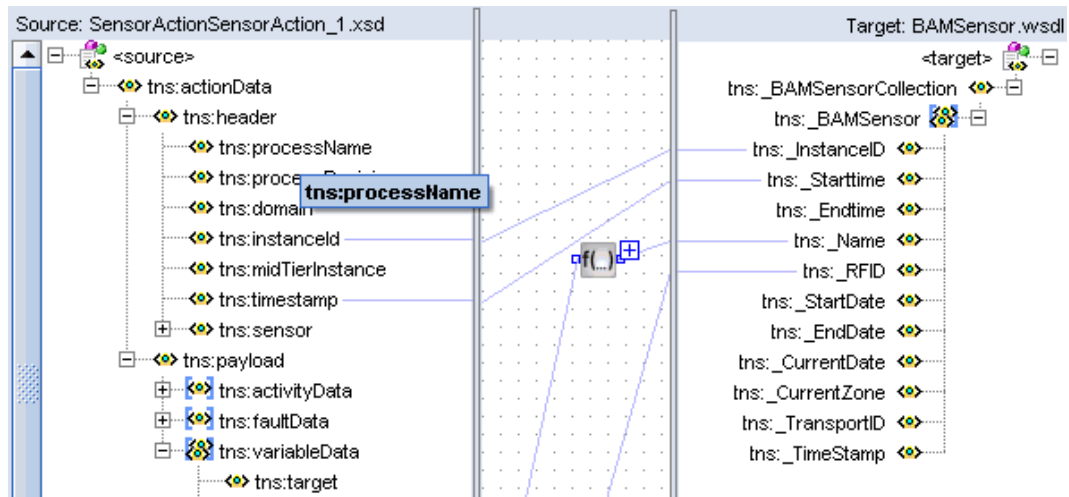 Source: SensorActionSensorAction_1.xsd
<source>
tns:actionData
tns:header
tns:processName
tns:proce
tns:processName
tns:domain
tns:instanceId
tns:midTierInstance
tns:timestamp
tns:sensor
tns:payload
tns:activityData
tns:faultData
tns:variableData
tns:target
f(...)
Target: BAMSensor.wsdl
<target>
tns:_BAMSensorCollection
tns:_BAMSensor
tns:_InstanceID
tns:_Starttime
tns:_Endtime
tns:_Name
tns:_RFID
tns:_StartDate
tns:_EndDate
tns:_CurrentDate
tns:_CurrentZone
tns:_TransportID
tns:_TimeStamp